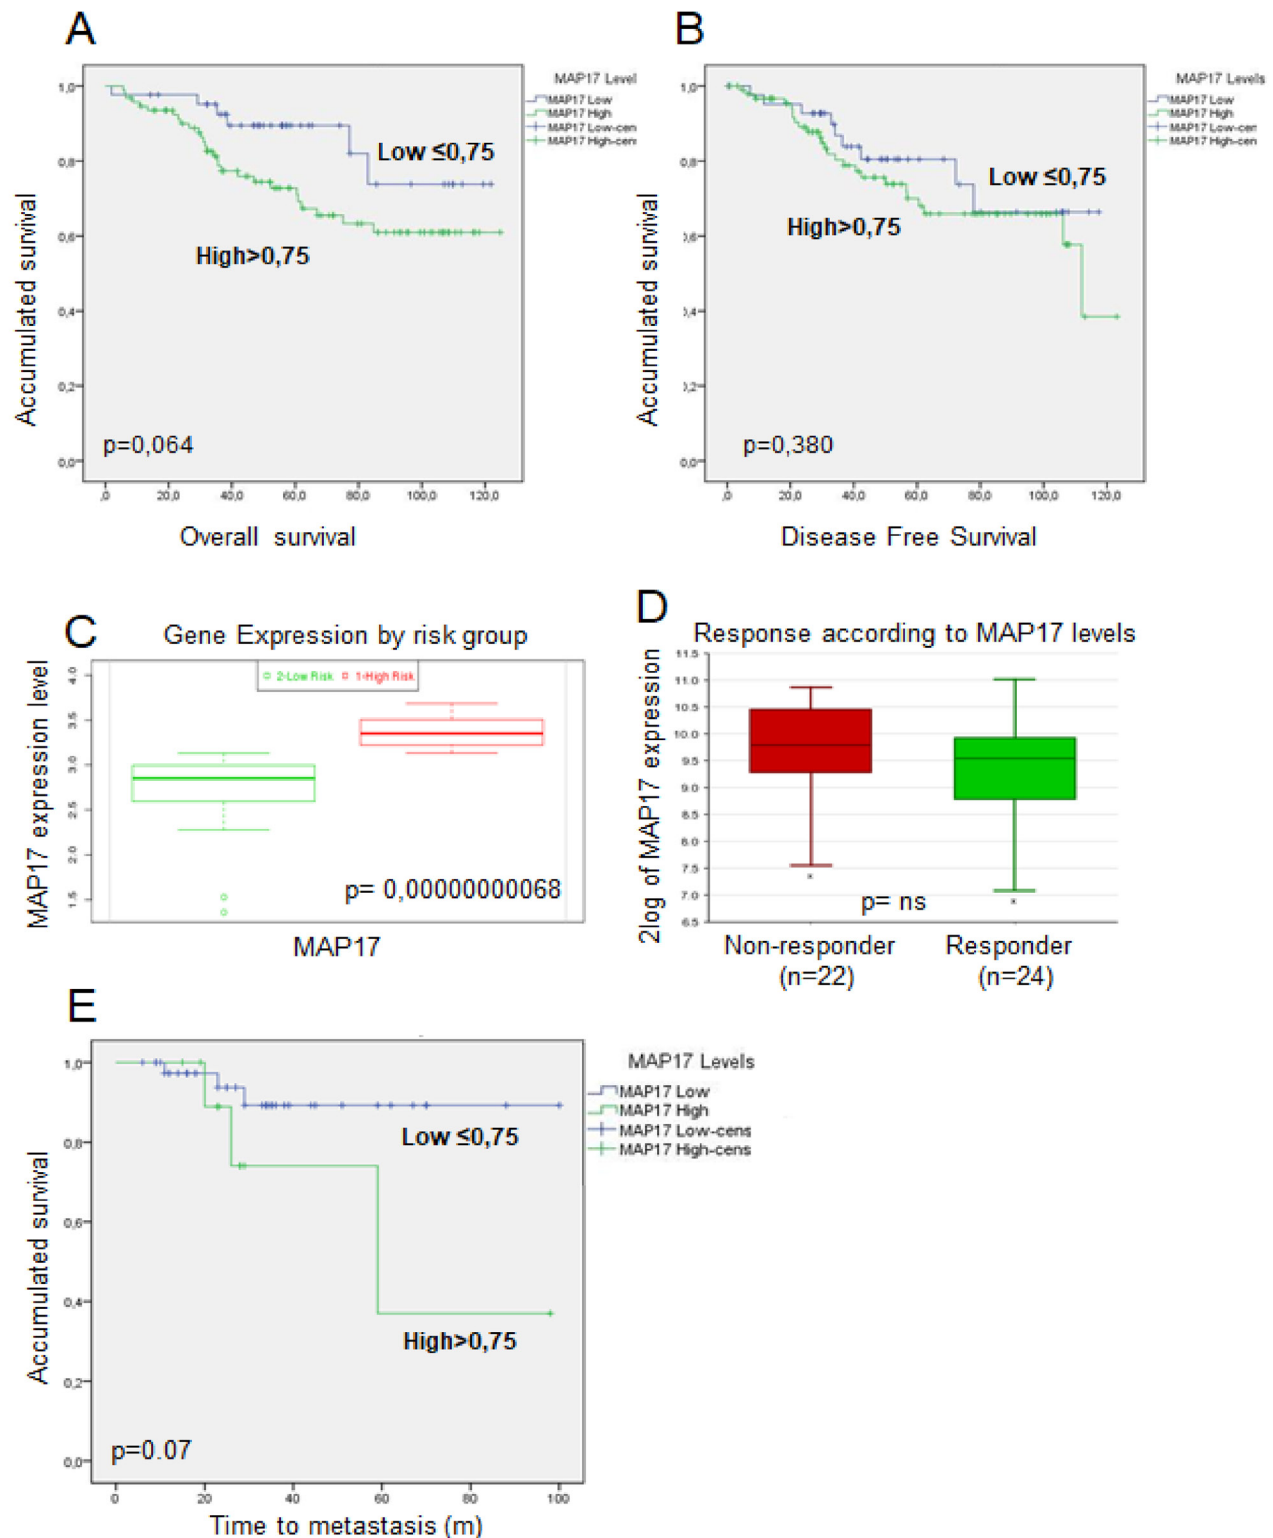 A
B
MAP17 Level
MAP17 Low
MAP17 High
MAP17 Low-cen
MAP17 High-cen
MAP17 Levels
MAP17 Low
MAP17 High
MAP17 Low-cer
MAP17 High-cen
Accumulated survival
1,0
0,8
0,6
0,4
0,2
0,0
Low ≤0,75
High>0,75
p=0,064
,0 20,0 40,0 60,0 80,0 100,0 120,0
Overall survival
Accumulated survival
1,0
0,8
0,6
0,4
0,2
0,0
Low ≤0,75
High>0,75
p=0,380
,0 20,0 40,0 60,0 80,0 100,0 120,0
Disease Free Survival
C
Gene Expression by risk group
2-Low Risk 1-High Risk
MAP17 expression level
4.0
3.5
3.0
2.5
2.0
1.5
p= 0,00000000068
MAP17
D
Response according to MAP17 levels
2log of MAP17 expression
11.5
11.0
10.5
10.0
9.5
9.0
8.5
8.0
7.5
7.0
6.5
p= ns
Non-responder
(n=22)
Responder
(n=24)
E
MAP17 Levels
MAP17 Low
MAP17 High
MAP17 Low-cens
MAP17 High-cens
Accumulated survival
1,0
0,8
0,6
0,4
0,2
0,0
Low ≤0,75
High>0,75
p=0.07
0 20 40 60 80 100
Time to metastasis (m)